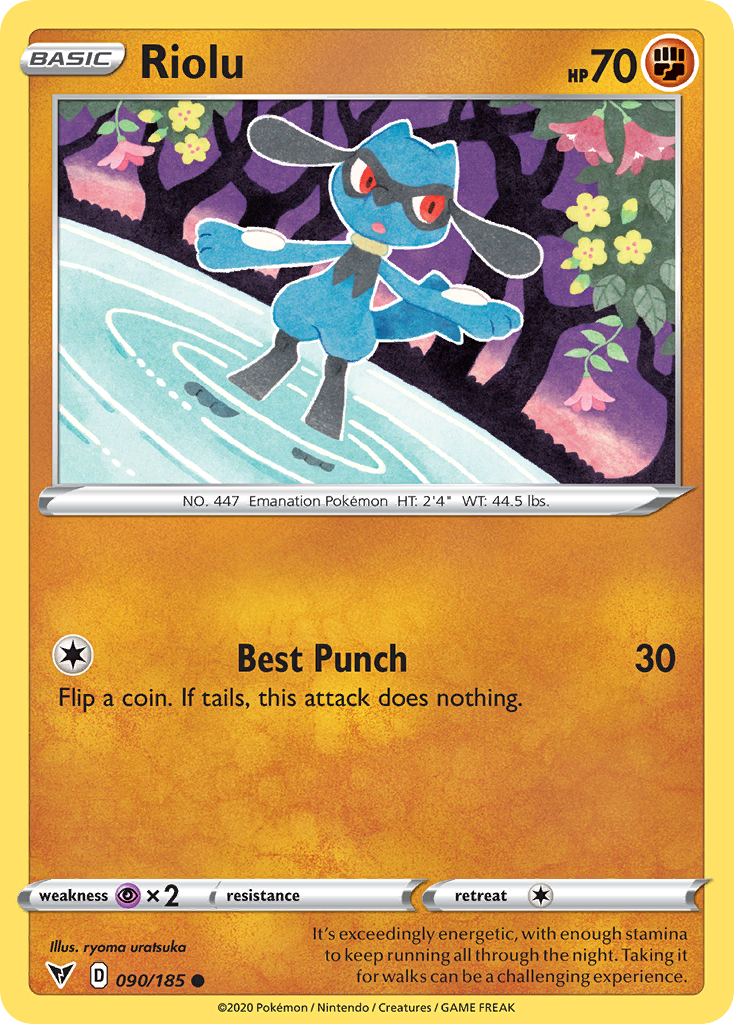 BASIC Riolu HP 70
NO. 447 Emanation Pokémon HT: 2'4" WT: 44.5 lbs.
Best Punch 30
Flip a coin. If tails, this attack does nothing.
weakness ×2 resistance retreat
Illus. ryoma uratsuka
It's exceedingly energetic, with enough stamina
to keep running all through the night. Taking it
for walks can be a challenging experience.
D 090/185
©2020 Pokémon / Nintendo / Creatures / GAME FREAK